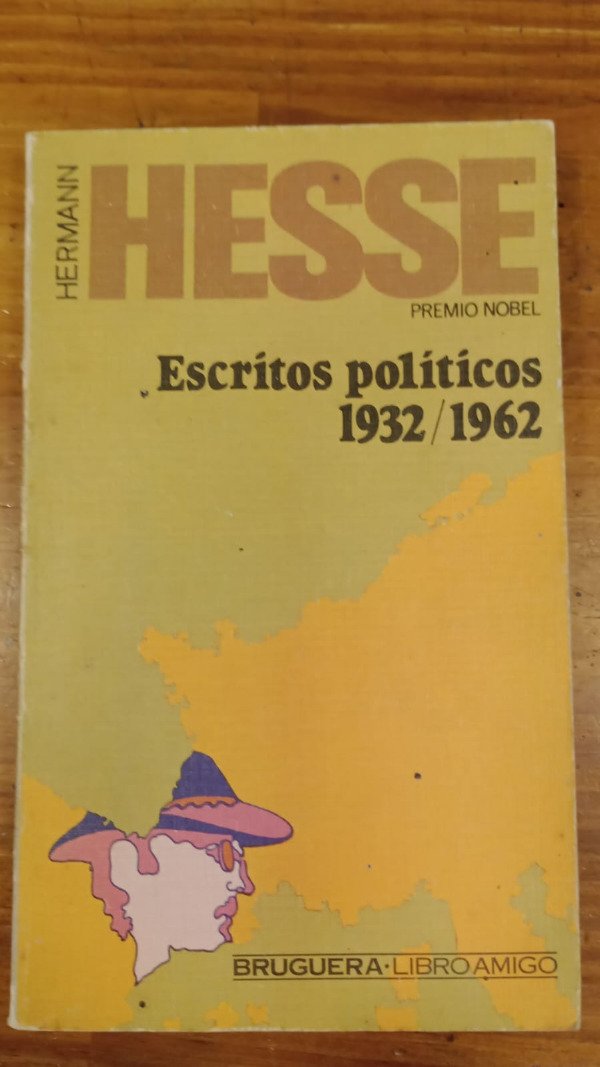 HERMANN
HESSE
PREMIO NOBEL
Escritos políticos
1932/1962
BRUGUERA·LIBRO AMIGO